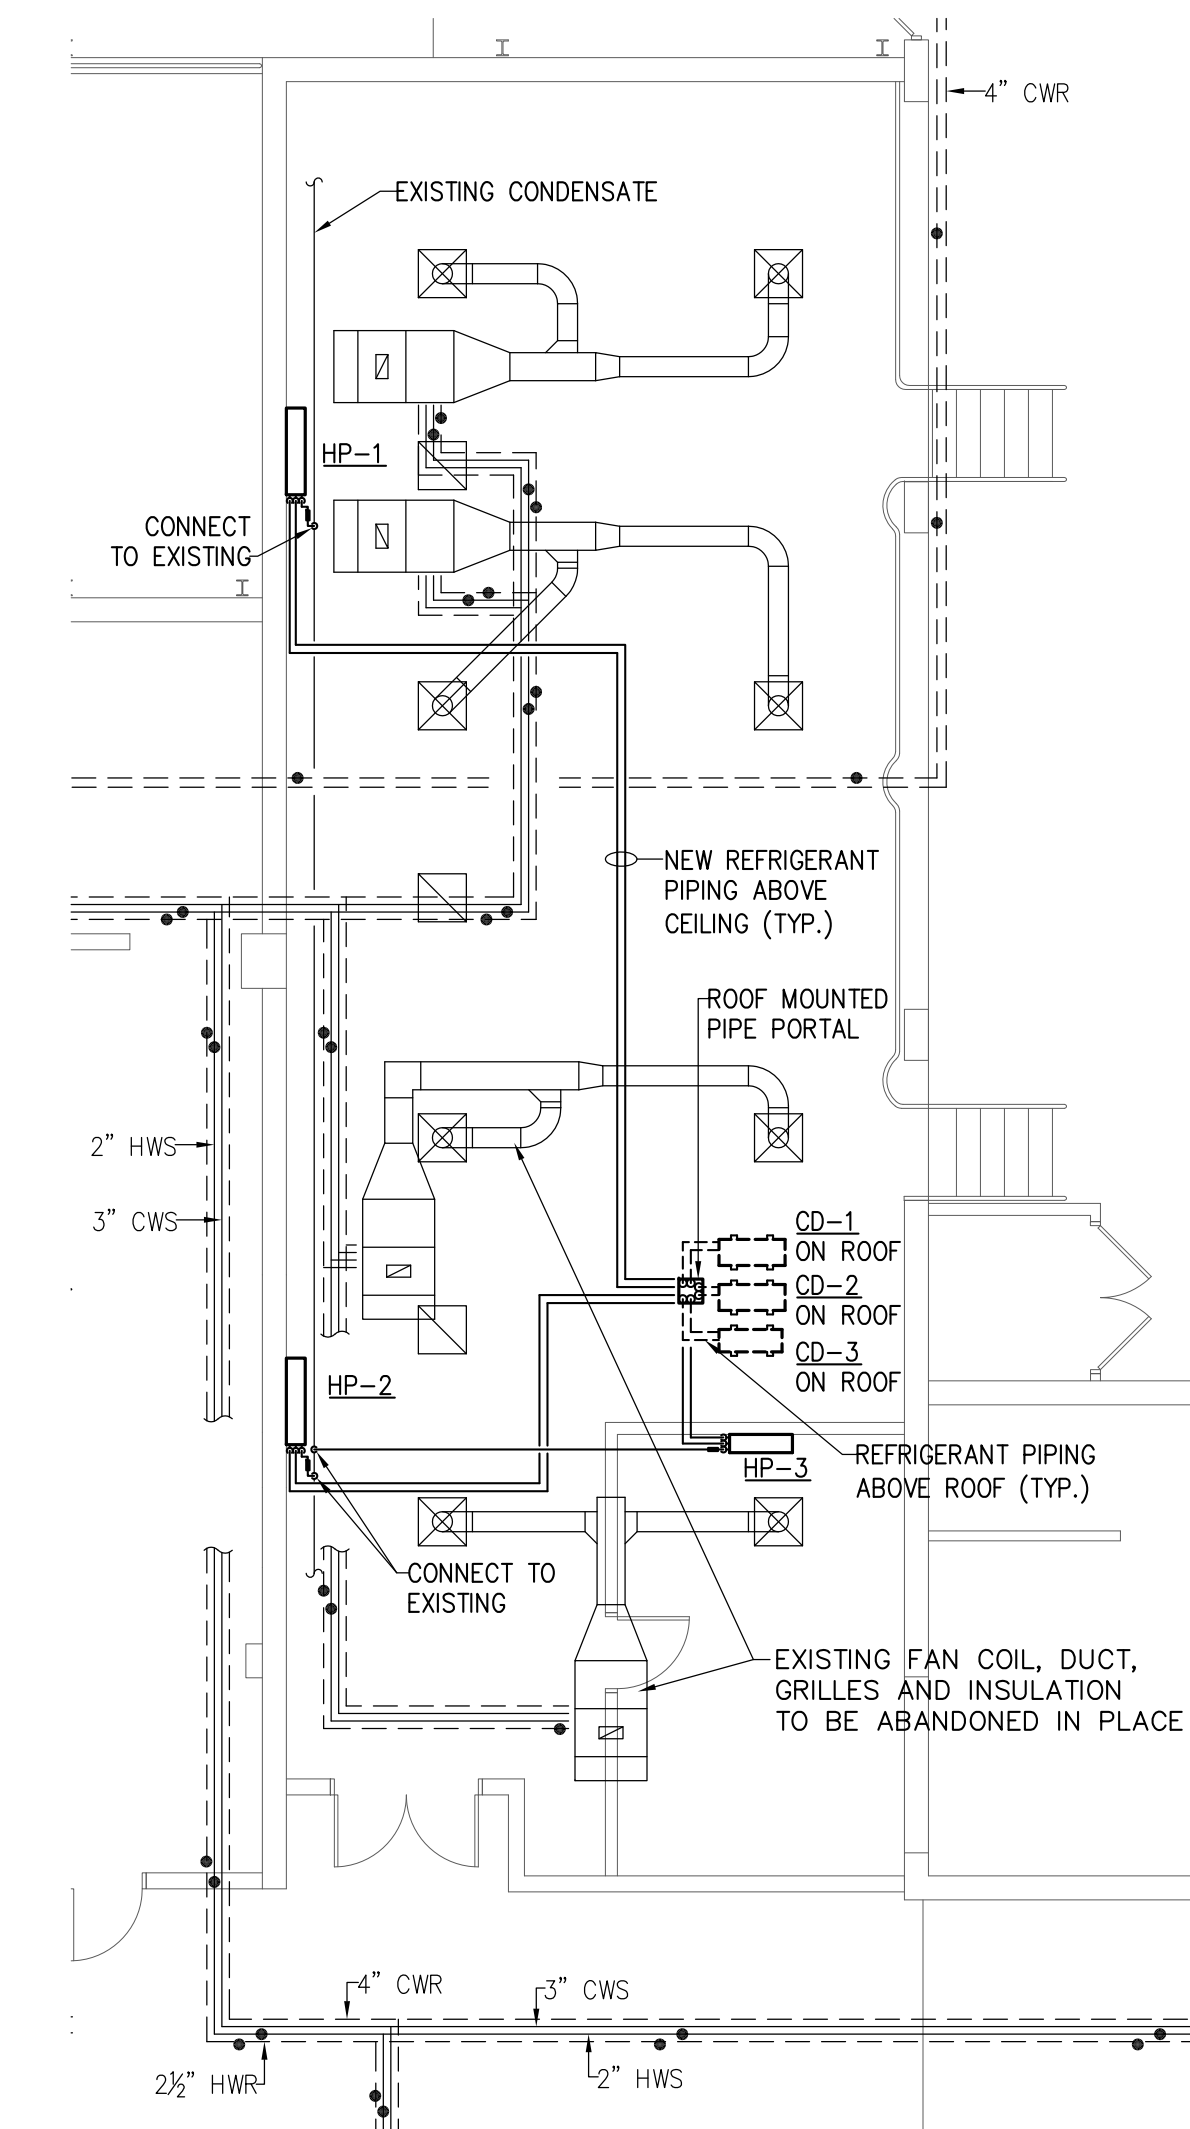 4” CWR
EXISTING CONDENSATE
HP-1
CONNECT
TO EXISTING
NEW REFRIGERANT
PIPING ABOVE
CEILING (TYP.)
ROOF MOUNTED
PIPE PORTAL
2” HWS
3” CWS
CD-1
ON ROOF
CD-2
ON ROOF
CD-3
ON ROOF
HP-2
REFRIGERANT PIPING
ABOVE ROOF (TYP.)
HP-3
CONNECT TO
EXISTING
EXISTING FAN COIL, DUCT,
GRILLES AND INSULATION
TO BE ABANDONED IN PLACE
4” CWR
3” CWS
2½” HWR
2” HWS